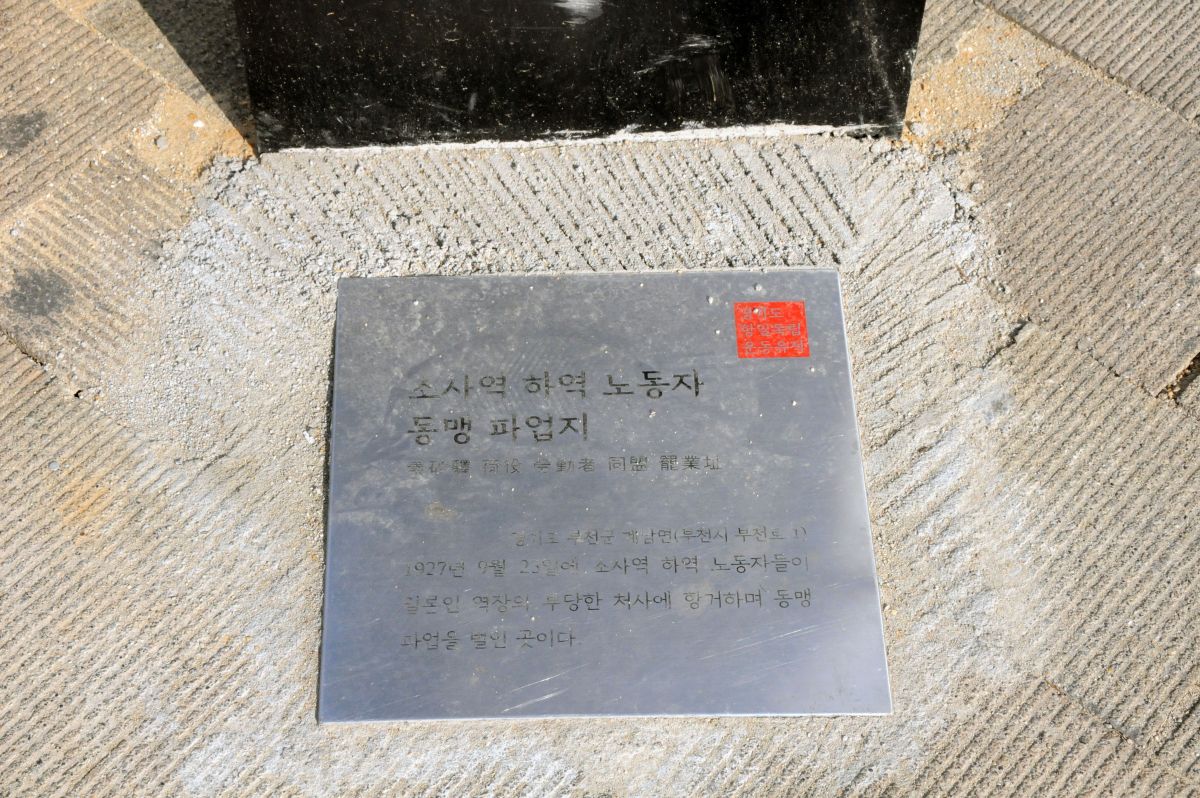 경기도
항일독립
운동유적
소사역 하역 노동자
동맹 파업지
素砂驛 荷役 勞動者 同盟 罷業址
경기도 부천군 계남면(부천시 부천로 1)
1927년 9월 23일에 소사역 하역 노동자들이
일본인 역장의 부당한 처사에 항거하며 동맹
파업을 벌인 곳이다.